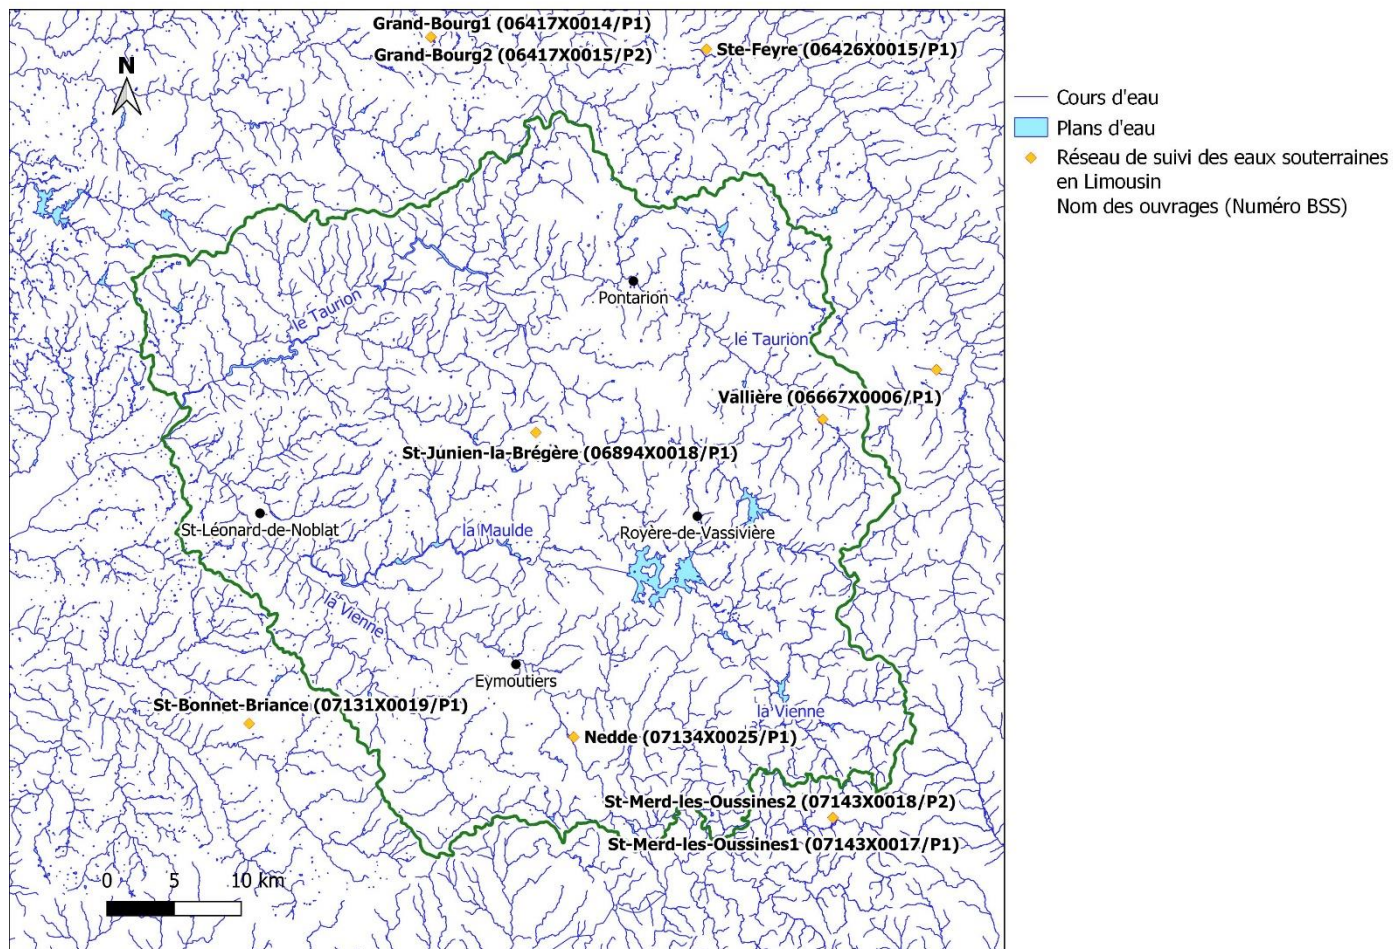 Grand-Bourg1 (06417X0014/P1)
Grand-Bourg2 (06417X0015/P2)
Ste-Feyre (06426X0015/P1)
N
Cours d'eau
Plans d'eau
Réseau de suivi des eaux souterraines
en Limousin
Nom des ouvrages (Numéro BSS)
Pontarion
le Taurion
le Taurion
Vallière (06667X0006/P1)
St-Junien-la-Brégère (06894X0018/P1)
St-Léonard-de-Noblat
la Maulde
Royère-de-Vassivière
la Vienne
Eymoutiers
St-Bonnet-Briance (07131X0019/P1)
la Vienne
Nedde (07134X0025/P1)
St-Merd-les-Oussines2 (07143X0018/P2)
St-Merd-les-Oussines1 (07143X0017/P1)
0 5 10 km